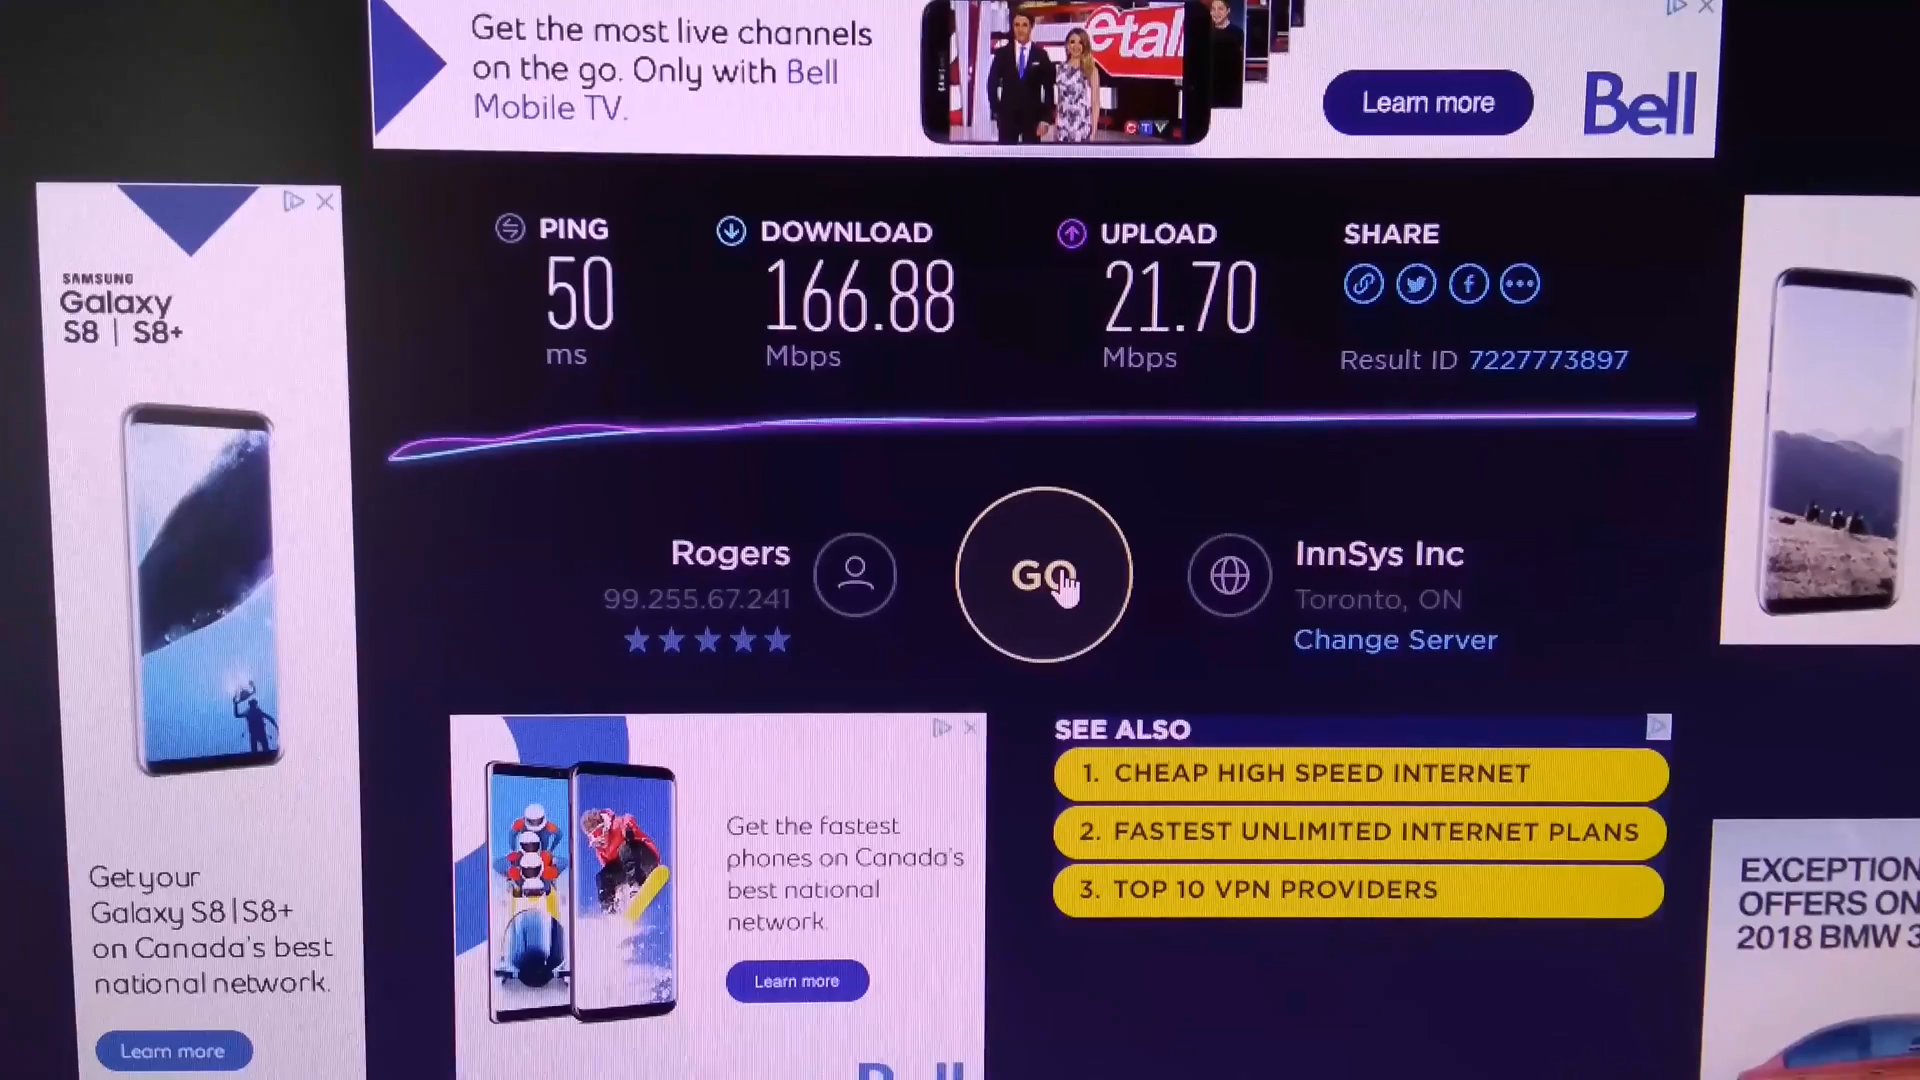 Get the most live channels
on the go. Only with Bell
Mobile TV.
etal
CTV
Learn more
Bell
SAMSUNG
Galaxy
S8 | S8+
PING
50
ms
DOWNLOAD
166.88
Mbps
UPLOAD
21.70
Mbps
SHARE
Result ID 7227773897
Rogers
99.255.67.241
GO
InnSys Inc
Toronto, ON
Change Server
Get your
Galaxy S8|S8+
on Canada's best
national network.
Learn more
Get the fastest
phones on Canada's
best national
network.
Learn more
Bell
SEE ALSO
1. CHEAP HIGH SPEED INTERNET
2. FASTEST UNLIMITED INTERNET PLANS
3. TOP 10 VPN PROVIDERS
EXCEPTION
OFFERS ON
2018 BMW 3